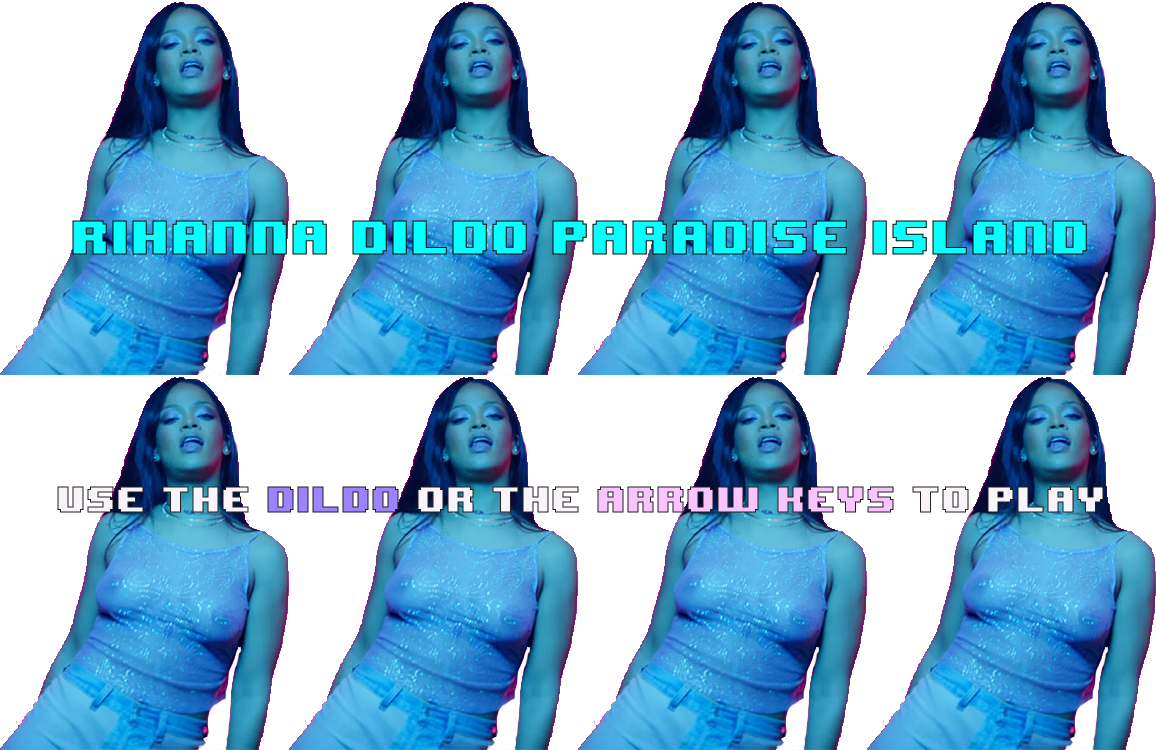 RIHANNA DILDO PARADISE ISLAND
USE THE DILDO OR THE ARROW KEYS TO PLAY